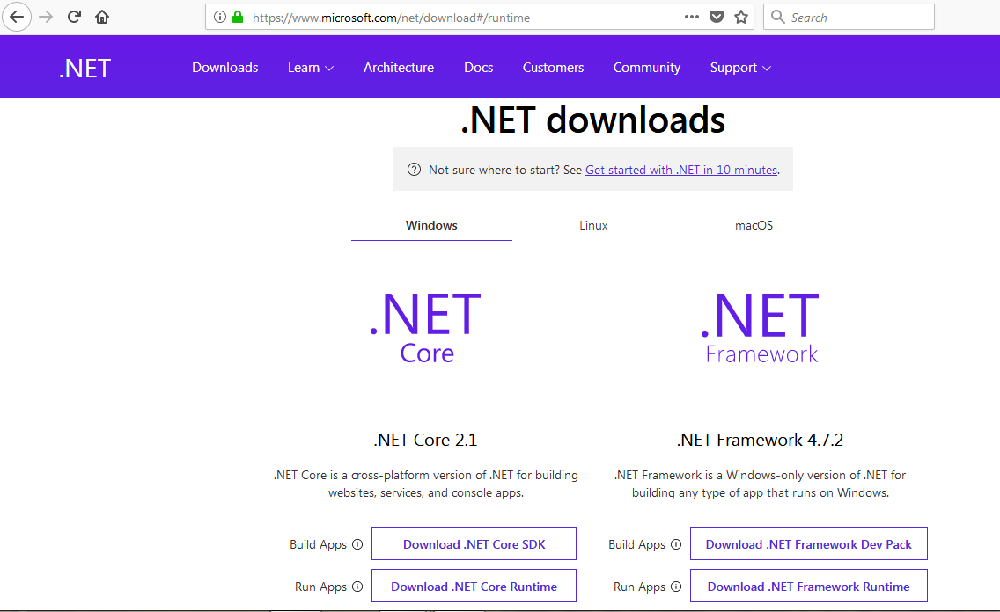 https://www.microsoft.com/net/download#/runtime
Search
.NET
Downloads
Learn
Architecture
Docs
Customers
Community
Support
.NET downloads
Not sure where to start? See Get started with .NET in 10 minutes.
Windows
Linux
macOS
.NET
Core
.NET
Framework
.NET Core 2.1
.NET Core is a cross-platform version of .NET for building
websites, services, and console apps.
Build Apps
Download .NET Core SDK
Run Apps
Download .NET Core Runtime
.NET Framework 4.7.2
.NET Framework is a Windows-only version of .NET for
building any type of app that runs on Windows.
Build Apps
Download .NET Framework Dev Pack
Run Apps
Download .NET Framework Runtime